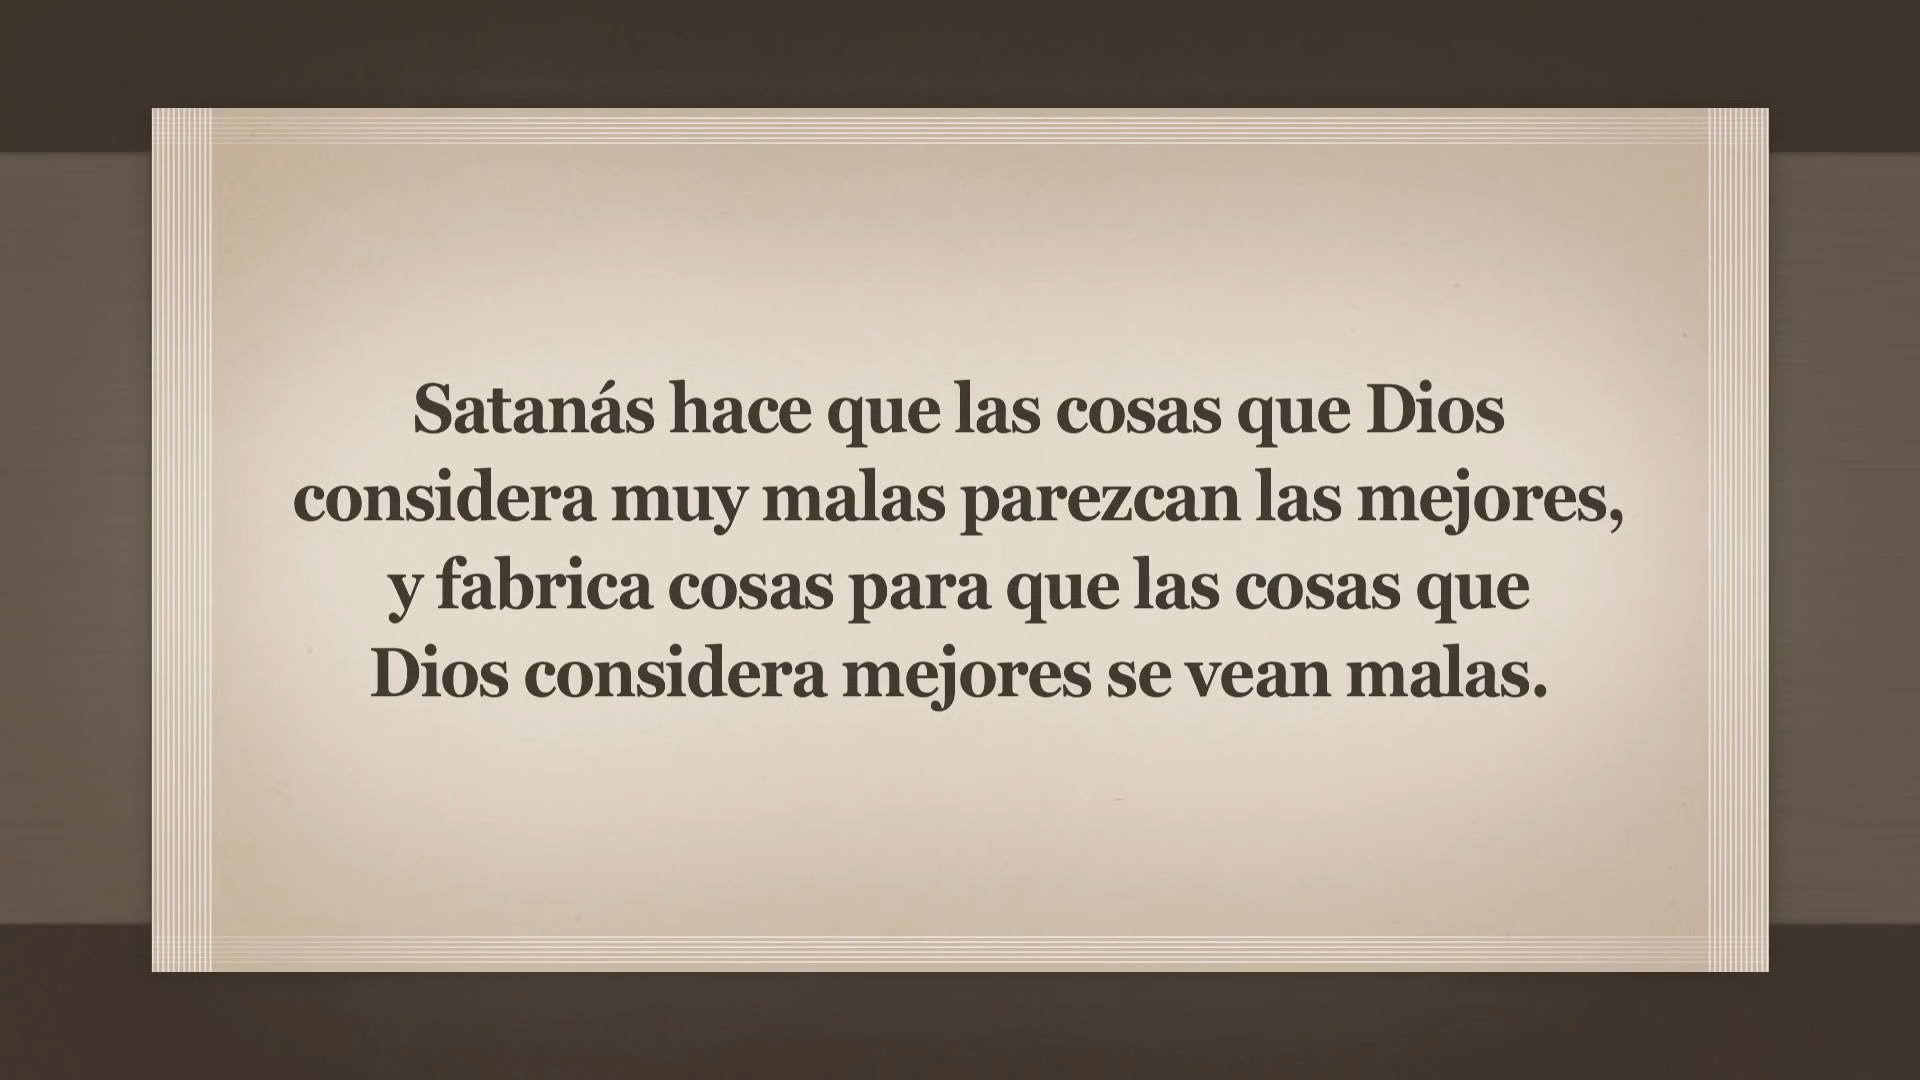 Satanás hace que las cosas que Dios
considera muy malas parezcan las mejores,
y fabrica cosas para que las cosas que
Dios considera mejores se vean malas.